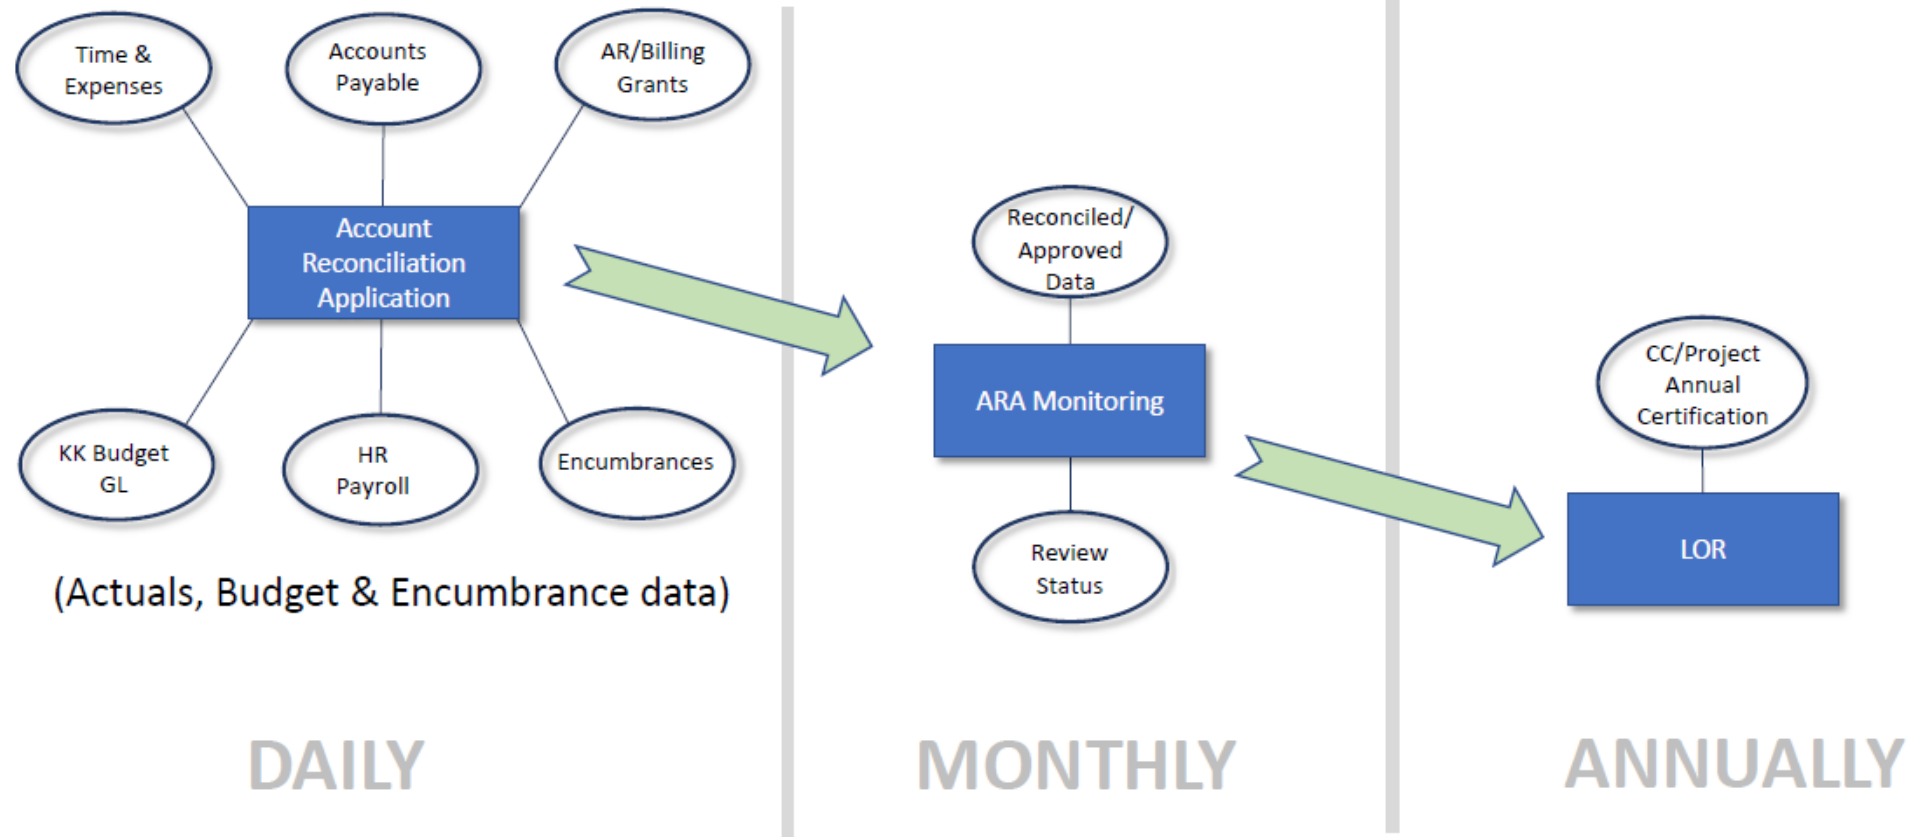 Time &
Expenses
Accounts
Payable
AR/Billing
Grants
Account
Reconciliation
Application
KK Budget
GL
HR
Payroll
Encumbrances
(Actuals, Budget & Encumbrance data)
DAILY
Reconciled/
Approved
Data
ARA Monitoring
Review
Status
MONTHLY
CC/Project
Annual
Certification
LOR
ANNUALLY